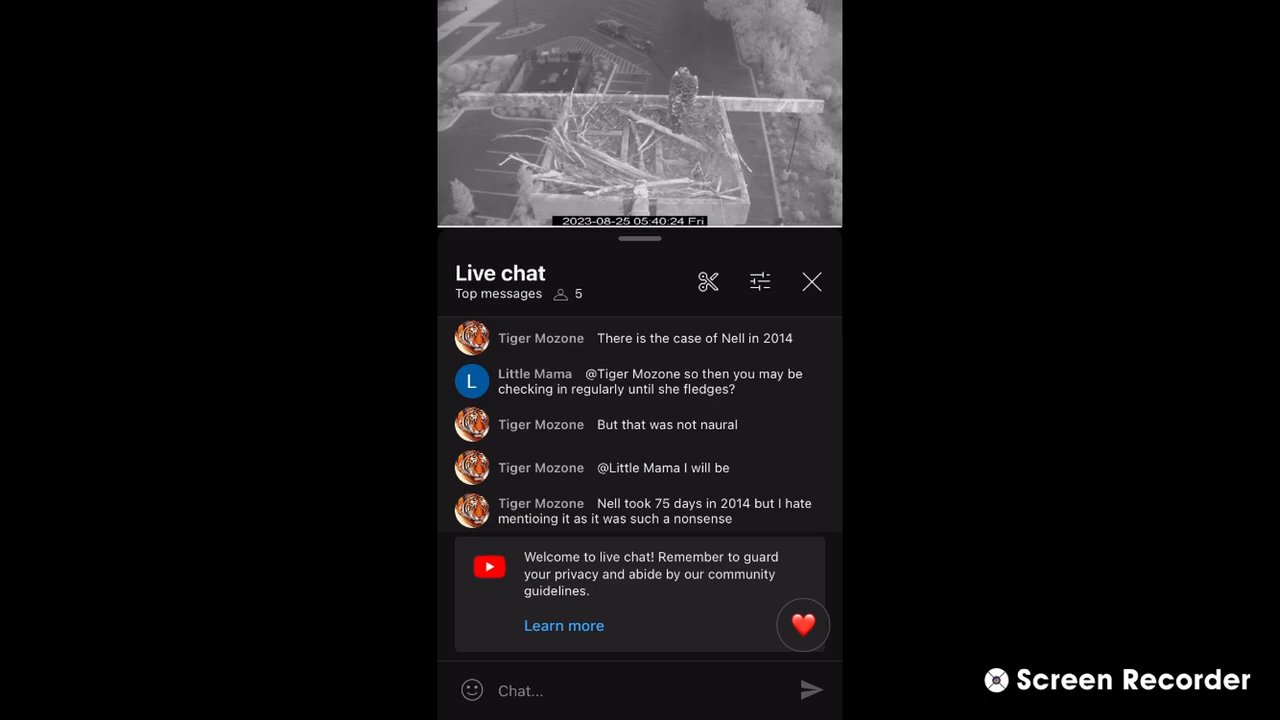 2023-08-25 05:40:24 Fri
Live chat
Top messages 5
Tiger Mozone There is the case of Nell in 2014
Little Mama @Tiger Mozone so then you may be
checking in regularly until she fledges?
L
Tiger Mozone But that was not naural
Tiger Mozone @Little Mama I will be
Tiger Mozone Nell took 75 days in 2014 but I hate
mentioing it as it was such a nonsense
Welcome to live chat! Remember to guard
your privacy and abide by our community
guidelines.
Learn more
Chat...
Screen Recorder